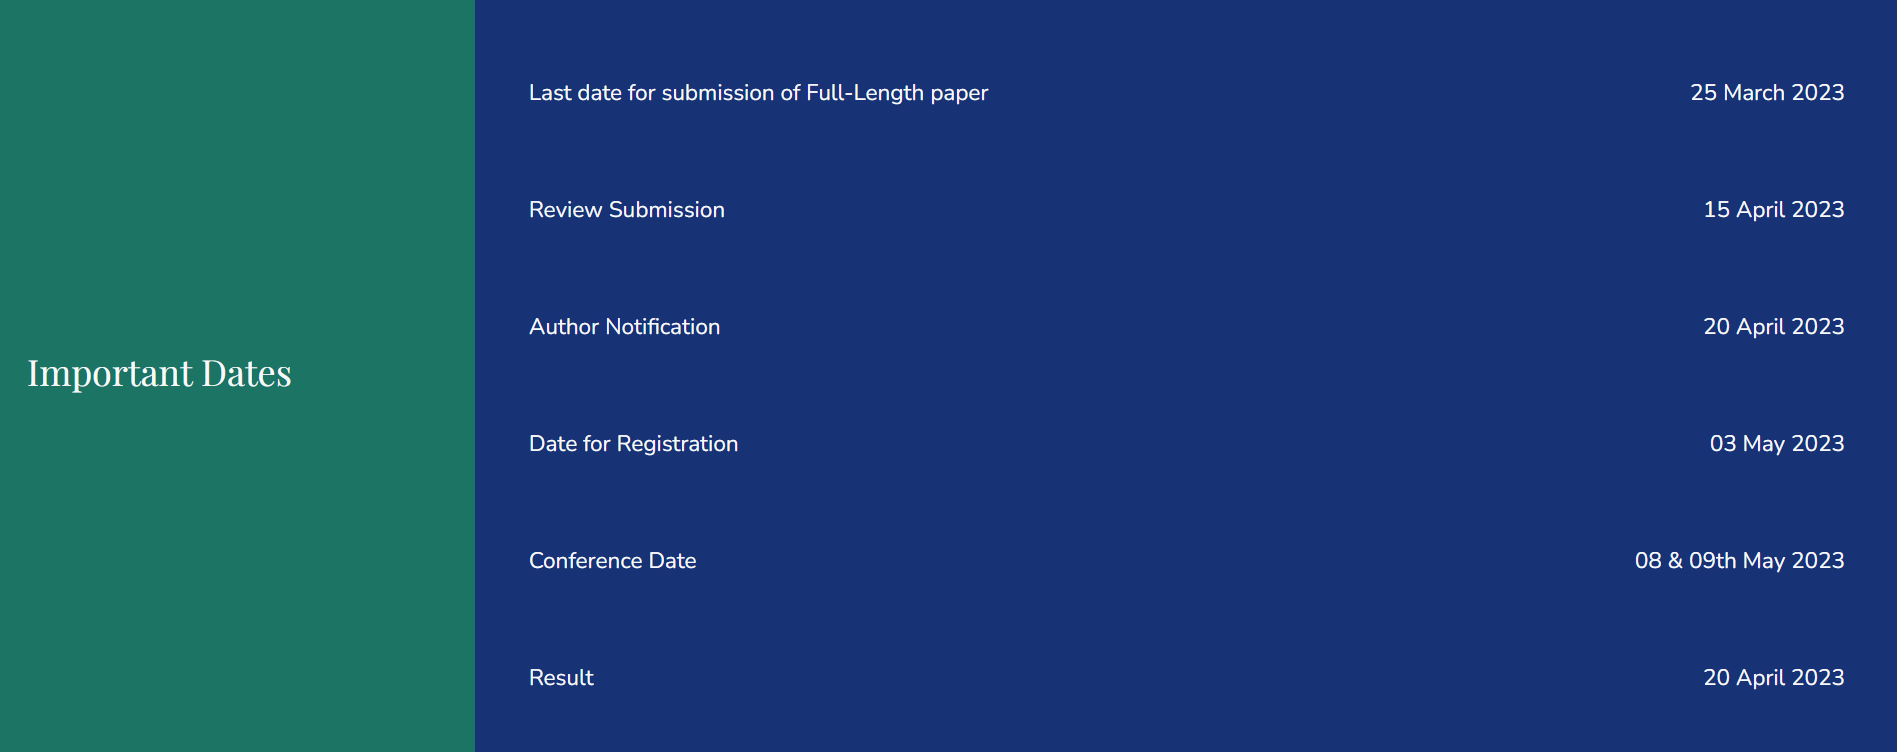 Important Dates
Last date for submission of Full-Length paper 25 March 2023
Review Submission 15 April 2023
Author Notification 20 April 2023
Date for Registration 03 May 2023
Conference Date 08 & 09th May 2023
Result 20 April 2023